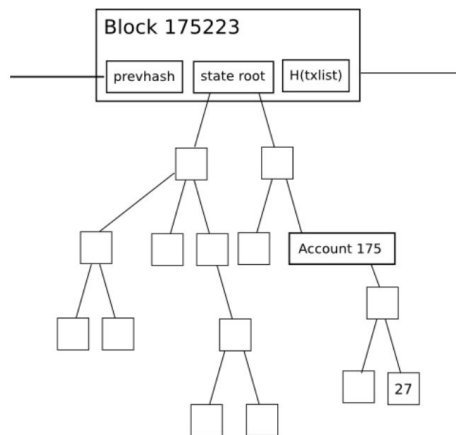 Block 175223
prevhash
state root
H(txlist)
Account 175
27